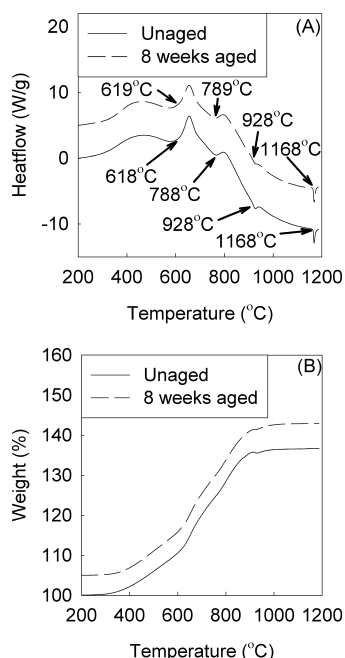 (A)
Unaged
8 weeks aged
20
10
0
-10
Heatflow (W/g)
619°C
789°C
928°C
1168°C
618°C
788°C
928°C
1168°C
200 400 600 800 1000 1200
Temperature (°C)
(B)
Unaged
8 weeks aged
160
150
140
130
120
110
100
Weight (%)
200 400 600 800 1000 1200
Temperature (°C)